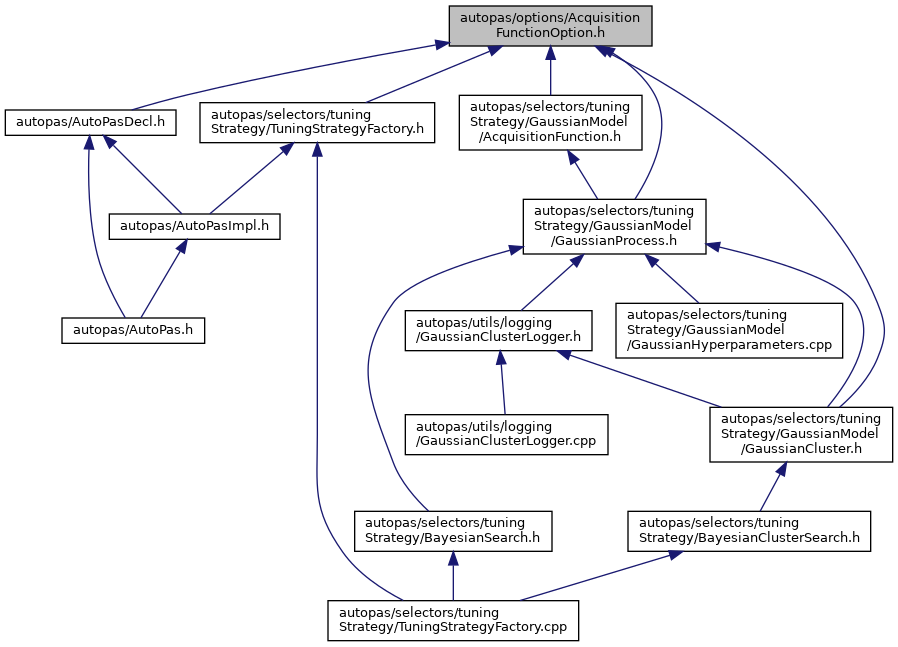 autopas/options/Acquisition
FunctionOption.h
autopas/AutoPasDecl.h
autopas/selectors/tuning
Strategy/TuningStrategyFactory.h
autopas/selectors/tuning
Strategy/GaussianModel
/AcquisitionFunction.h
autopas/AutoPasImpl.h
autopas/selectors/tuning
Strategy/GaussianModel
/GaussianProcess.h
autopas/AutoPas.h
autopas/utils/logging
/GaussianClusterLogger.h
autopas/selectors/tuning
Strategy/GaussianModel
/GaussianHyperparameters.cpp
autopas/utils/logging
/GaussianClusterLogger.cpp
autopas/selectors/tuning
Strategy/GaussianModel
/GaussianCluster.h
autopas/selectors/tuning
Strategy/BayesianSearch.h
autopas/selectors/tuning
Strategy/BayesianClusterSearch.h
autopas/selectors/tuning
Strategy/TuningStrategyFactory.cpp